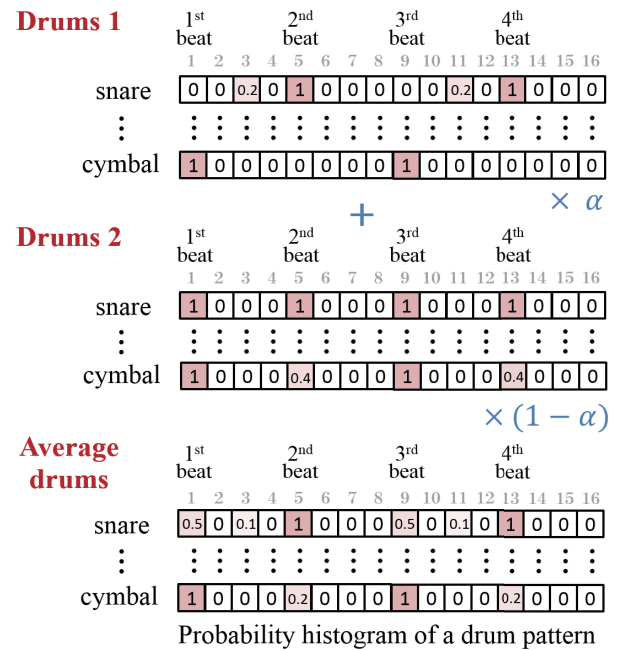 Drums 1
1st 2nd 3rd 4th
beat beat beat beat
1 2 3 4 5 6 7 8 9 10 11 12 13 14 15 16
snare 0 0 0.2 0 1 0 0 0 0 0 0.2 0 1 0 0 0
cymbal 1 0 0 0 0 0 0 0 1 0 0 0 0 0 0 0
× α
+
Drums 2
1st 2nd 3rd 4th
beat beat beat beat
1 2 3 4 5 6 7 8 9 10 11 12 13 14 15 16
snare 1 0 0 0 1 0 0 0 1 0 0 0 1 0 0 0
cymbal 1 0 0 0 0.4 0 0 0 1 0 0 0 0.4 0 0 0
× (1 − α)
Average
drums
1st 2nd 3rd 4th
beat beat beat beat
1 2 3 4 5 6 7 8 9 10 11 12 13 14 15 16
snare 0.5 0 0.1 0 1 0 0 0 0.5 0 0.1 0 1 0 0 0
cymbal 1 0 0 0 0.2 0 0 0 1 0 0 0 0.2 0 0 0
Probability histogram of a drum pattern